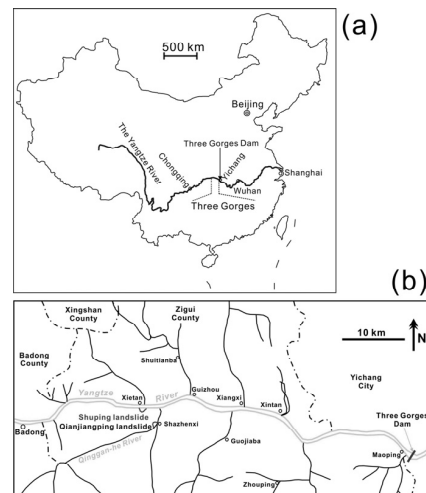 (a)
500 km
Beijing
The Yangtze River
Chongqing
Three Gorges Dam
Yichang
Shanghai
Wuhan
Three Gorges
(b)
Xingshan
County
Zigui
County
10 km
N
Badong
County
Shuitianba
Yichang
City
Yangtze
River
Guizhou
Xietan
Xiangxi
Xintan
Shuping landslide
Three Gorges
Dam
Qianjiangping landslide
Shazhenxi
Badong
Qinggan-he River
Guojiaba
Maoping
Zhouping